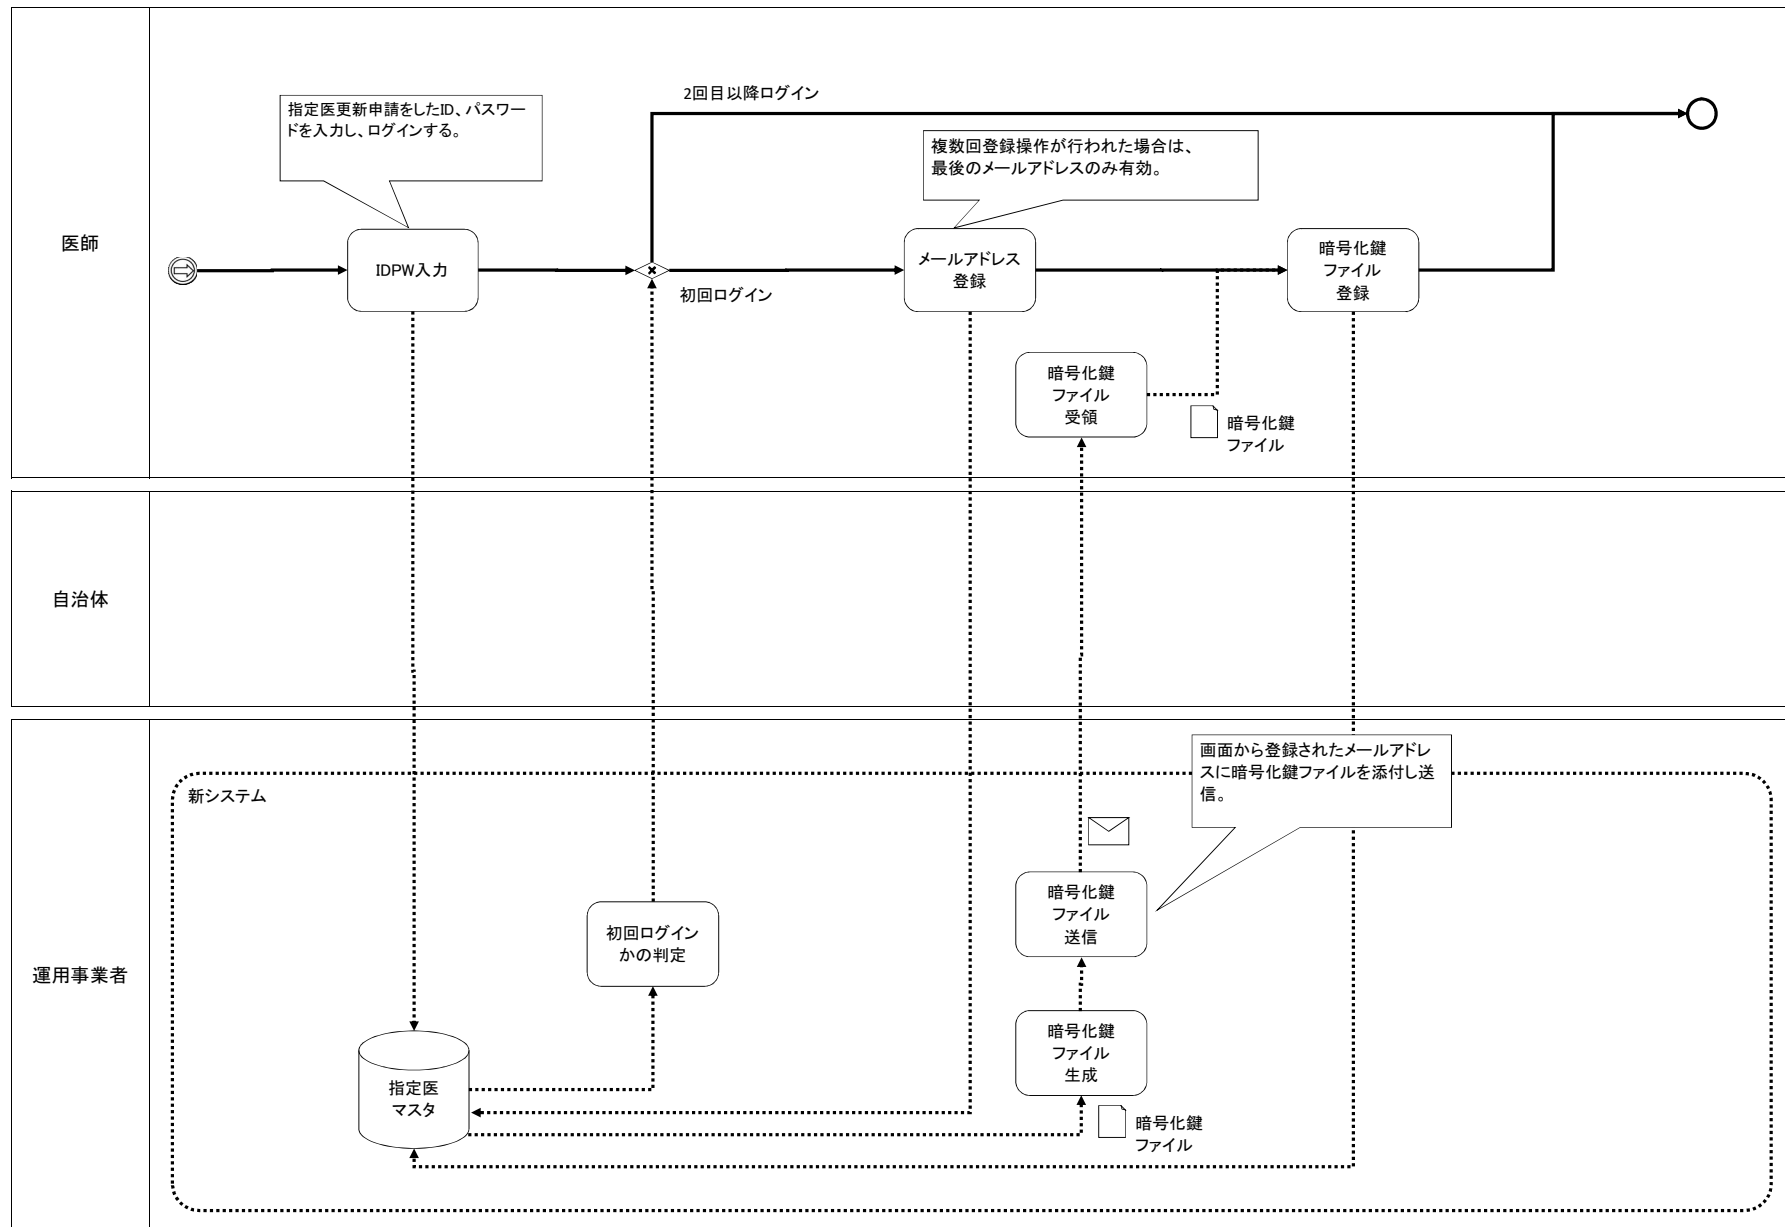 医師
指定医更新申請をしたID、パスワー
ドを入力し、ログインする。
2回目以降ログイン
複数回登録操作が行われた場合は、
最後のメールアドレスのみ有効。
IDPW入力
初回ログイン
メールアドレス
登録
暗号化鍵
ファイル
登録
暗号化鍵
ファイル
受領
暗号化鍵
ファイル
自治体
運用事業者
新システム
画面から登録されたメールアドレ
スに暗号化鍵ファイルを添付し送
信。
初回ログイン
かの判定
暗号化鍵
ファイル
送信
暗号化鍵
ファイル
生成
指定医
マスタ
暗号化鍵
ファイル